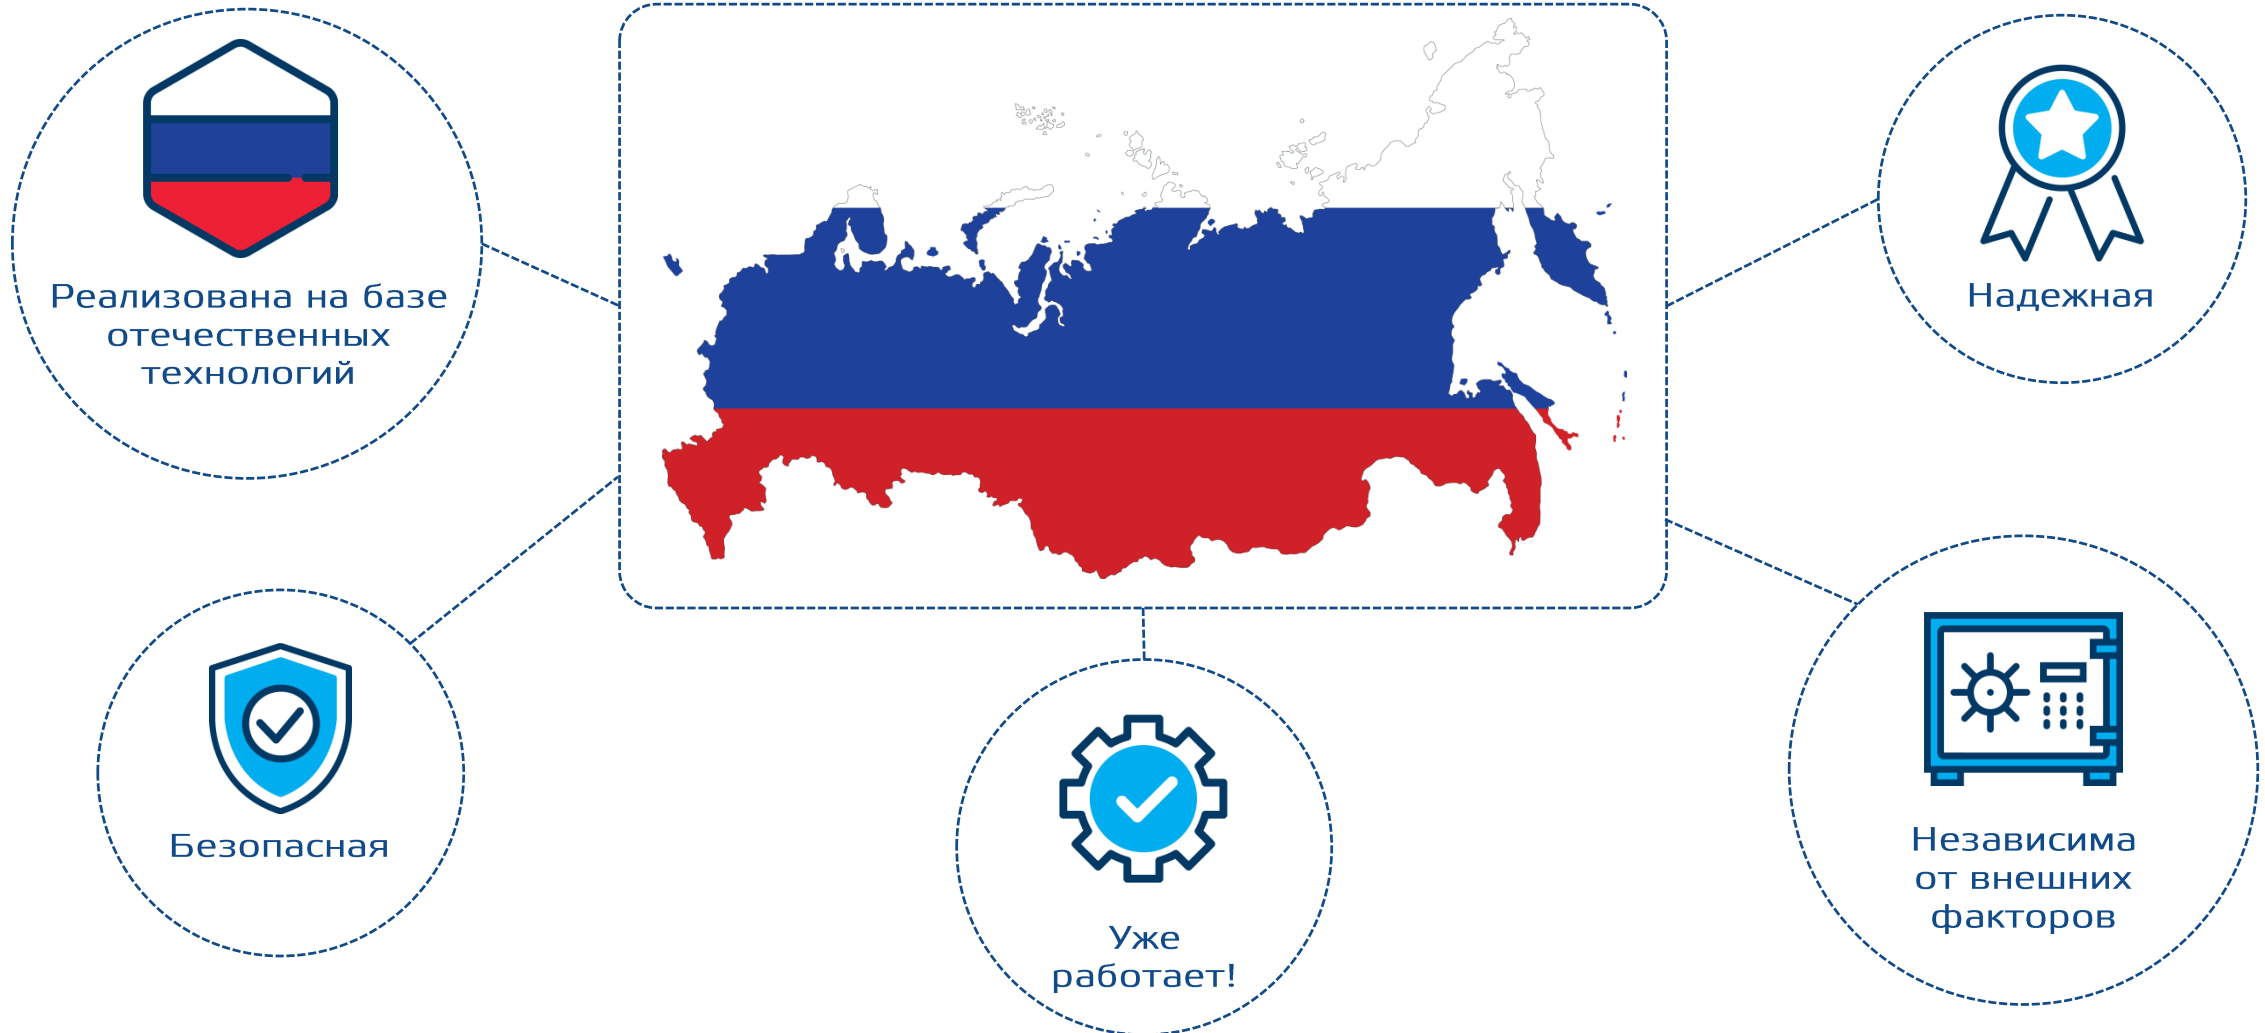 Реализована на базе
отечественных
технологий
Надежная
Безопасная
Независима
от внешних
факторов
Уже
работает!